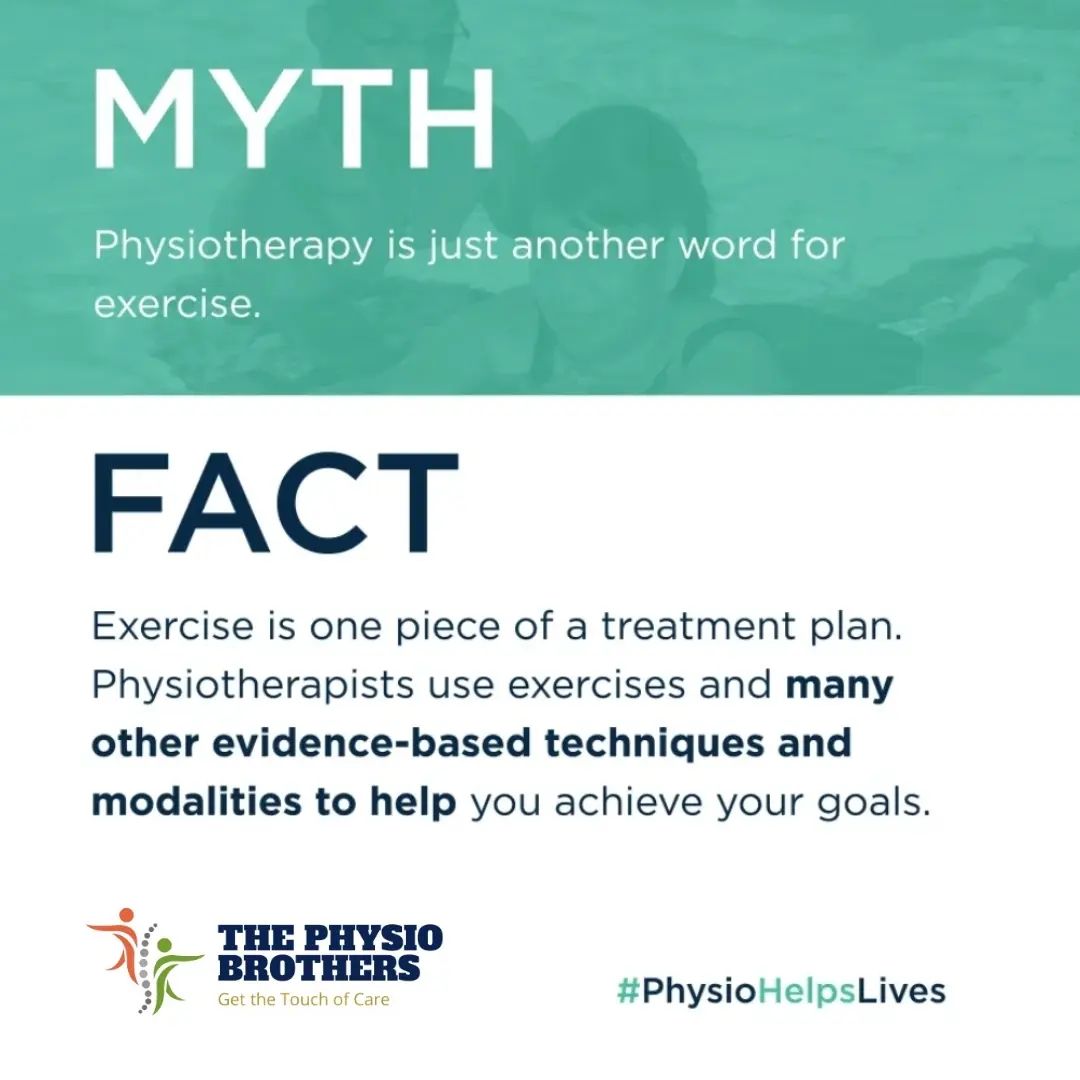 MYTH
Physiotherapy is just another word for
exercise.
FACT
Exercise is one piece of a treatment plan.
Physiotherapists use exercises and many
other evidence-based techniques and
modalities to help you achieve your goals.
THE PHYSIO
BROTHERS
Get the Touch of Care
#PhysioHelpsLives